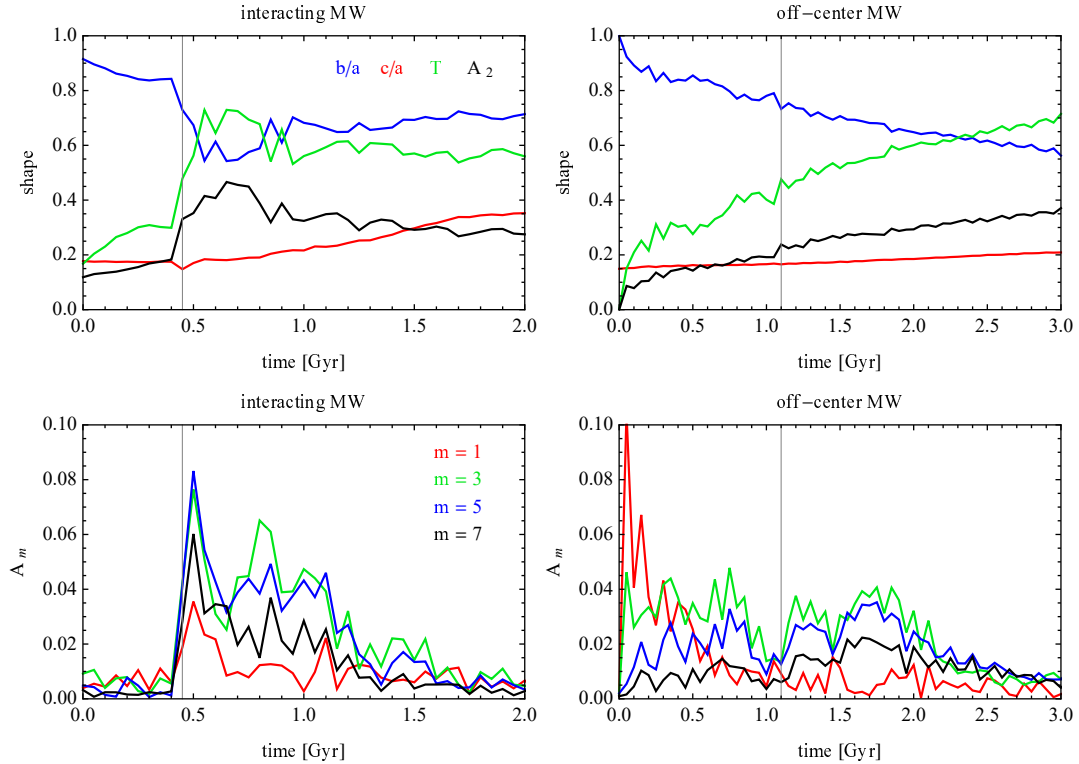 interacting MW
1.0
0.8
0.6
0.4
0.2
0.0
shape
b/a c/a T A 2
0.0 0.5 1.0 1.5 2.0
time [Gyr]
off-center MW
1.0
0.8
0.6
0.4
0.2
0.0
shape
0.0 0.5 1.0 1.5 2.0 2.5 3.0
time [Gyr]
interacting MW
0.10
0.08
0.06
0.04
0.02
0.00
A m
m = 1
m = 3
m = 5
m = 7
0.0 0.5 1.0 1.5 2.0
time [Gyr]
off-center MW
0.10
0.08
0.06
0.04
0.02
0.00
A m
0.0 0.5 1.0 1.5 2.0 2.5 3.0
time [Gyr]